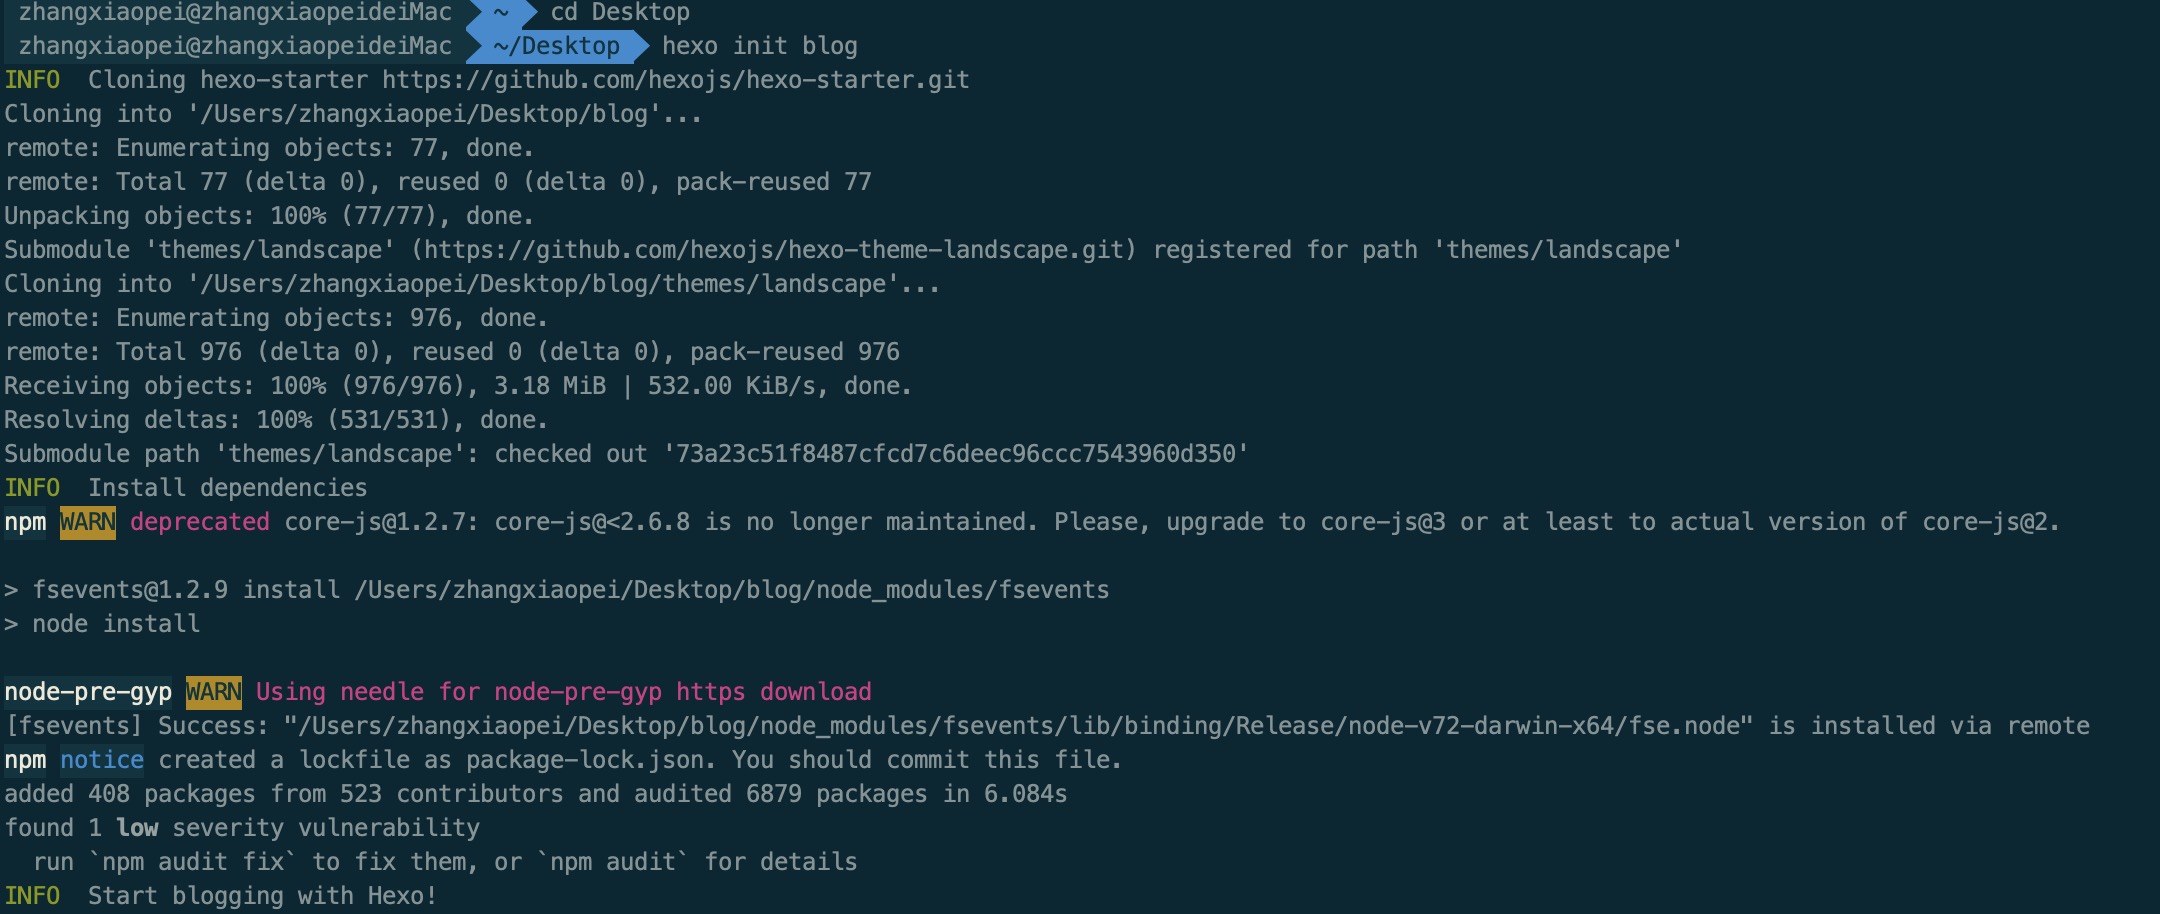 zhangxiaopei@zhangxiaopeideiMac ~ cd Desktop
zhangxiaopei@zhangxiaopeideiMac ~/Desktop hexo init blog
INFO  Cloning hexo-starter https://github.com/hexojs/hexo-starter.git
Cloning into '/Users/zhangxiaopei/Desktop/blog'...
remote: Enumerating objects: 77, done.
remote: Total 77 (delta 0), reused 0 (delta 0), pack-reused 77
Unpacking objects: 100% (77/77), done.
Submodule 'themes/landscape' (https://github.com/hexojs/hexo-theme-landscape.git) registered for path 'themes/landscape'
Cloning into '/Users/zhangxiaopei/Desktop/blog/themes/landscape'...
remote: Enumerating objects: 976, done.
remote: Total 976 (delta 0), reused 0 (delta 0), pack-reused 976
Receiving objects: 100% (976/976), 3.18 MiB | 532.00 KiB/s, done.
Resolving deltas: 100% (531/531), done.
Submodule path 'themes/landscape': checked out '73a23c51f8487cfcd7c6deec96ccc7543960d350'
INFO  Install dependencies
npm WARN deprecated core-js@1.2.7: core-js@<2.6.8 is no longer maintained. Please, upgrade to core-js@3 or at least to actual version of core-js@2.
> fsevents@1.2.9 install /Users/zhangxiaopei/Desktop/blog/node_modules/fsevents
> node install
node-pre-gyp WARN Using needle for node-pre-gyp https download
[fsevents] Success: "/Users/zhangxiaopei/Desktop/blog/node_modules/fsevents/lib/binding/Release/node-v72-darwin-x64/fse.node" is installed via remote
npm notice created a lockfile as package-lock.json. You should commit this file.
added 408 packages from 523 contributors and audited 6879 packages in 6.084s
found 1 low severity vulnerability
  run `npm audit fix` to fix them, or `npm audit` for details
INFO  Start blogging with Hexo!